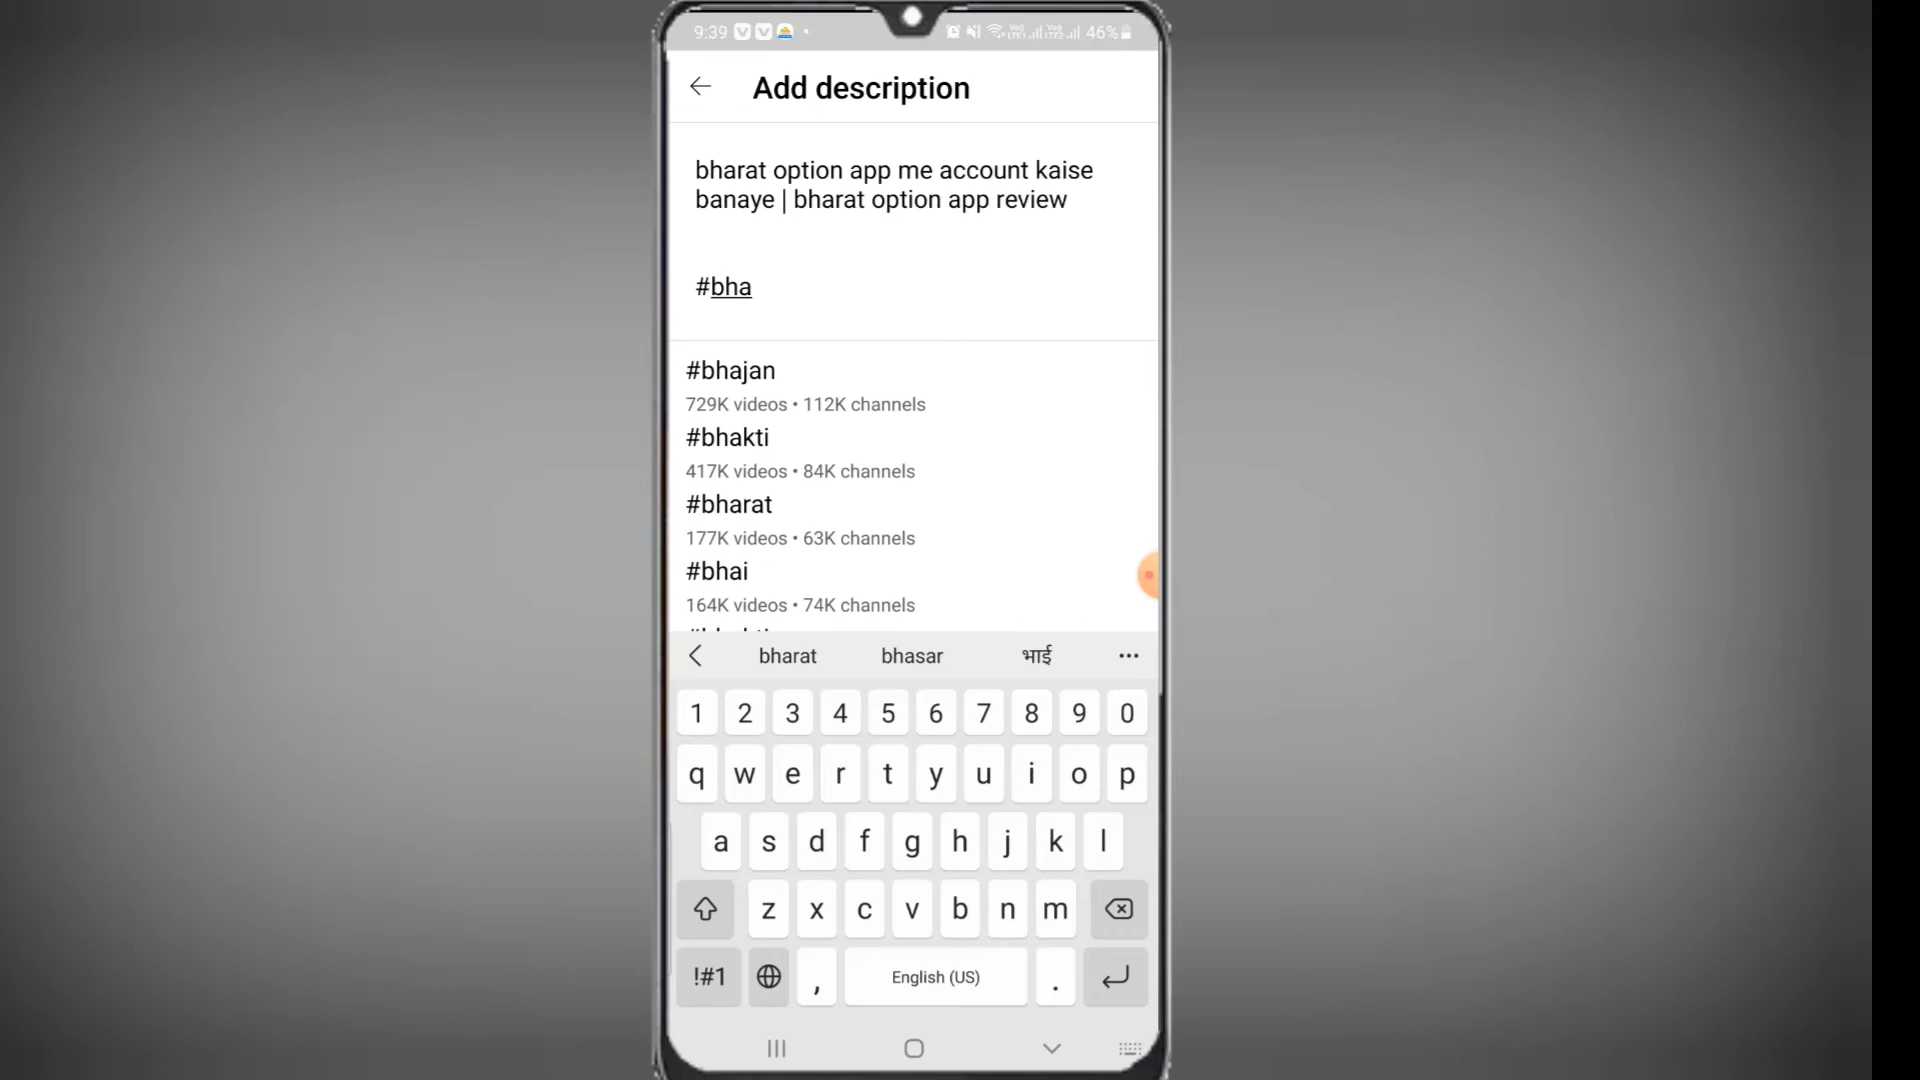 9:39
46%
Add description
bharat option app me account kaise
banaye | bharat option app review
#bha
#bhajan
729K videos • 112K channels
#bhakti
417K videos • 84K channels
#bharat
177K videos • 63K channels
#bhai
164K videos • 74K channels
bharat bhasar भाई
1 2 3 4 5 6 7 8 9 0
q w e r t y u i o p
a s d f g h j k l
z x c v b n m
!#1 , English (US) .